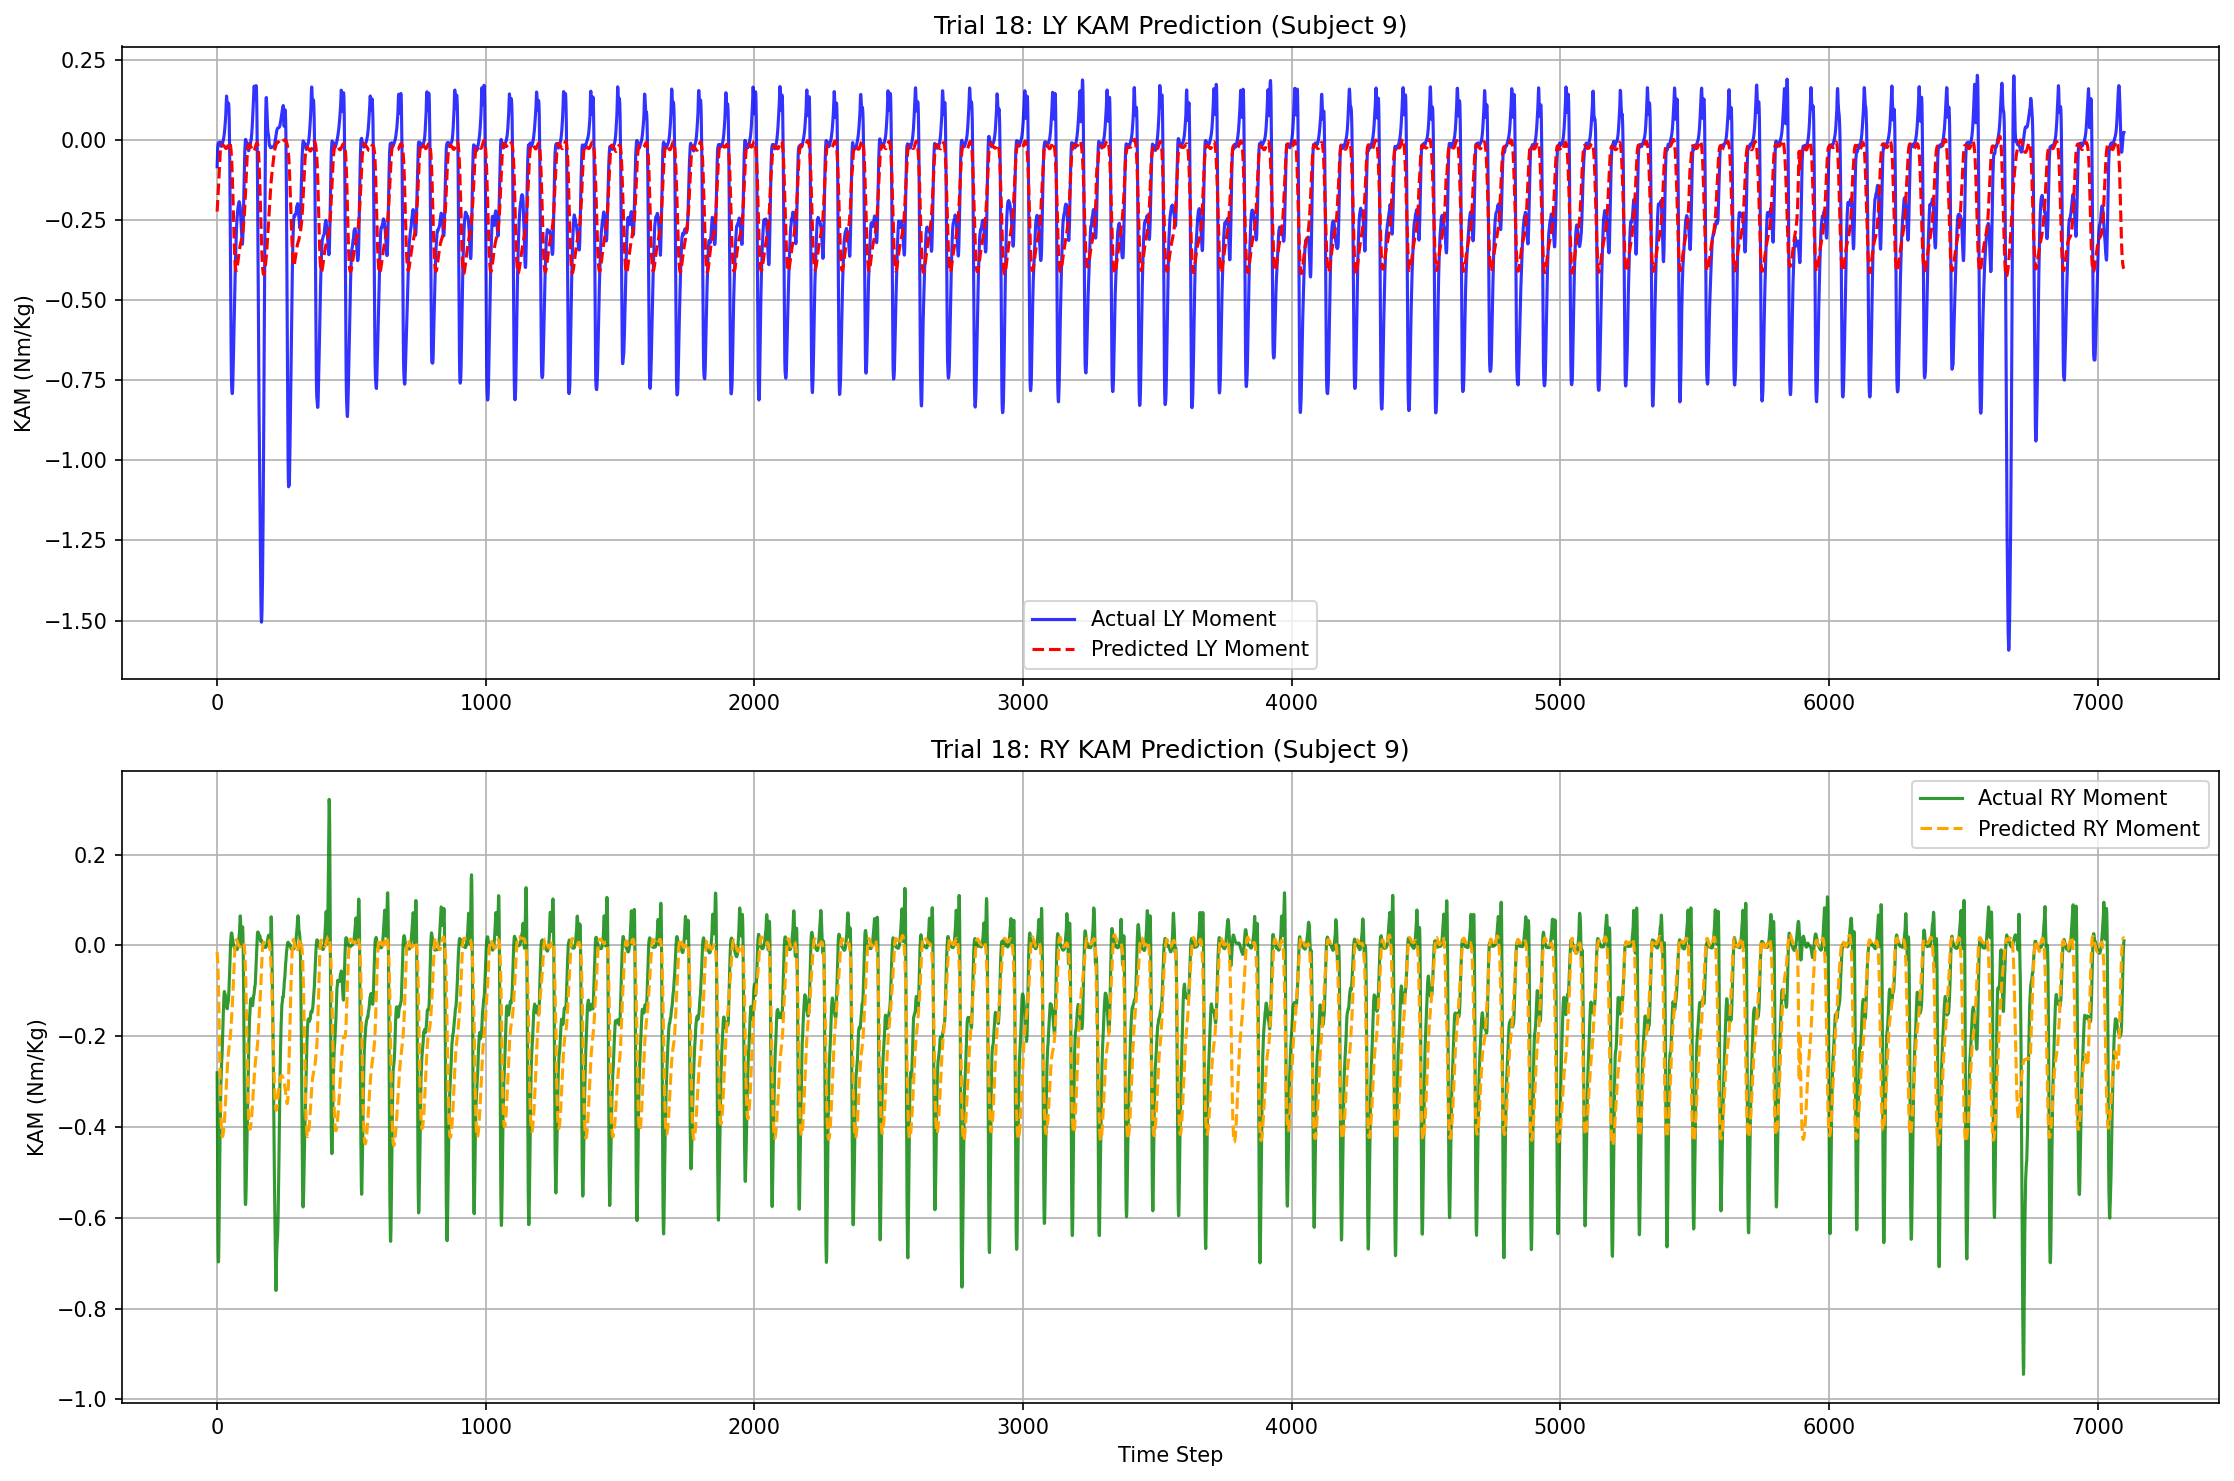 Trial 18: LY KAM Prediction (Subject 9)
KAM (Nm/Kg)
0.25
0.00
−0.25
−0.50
−0.75
−1.00
−1.25
−1.50
Actual LY Moment
Predicted LY Moment
0 1000 2000 3000 4000 5000 6000 7000
Trial 18: RY KAM Prediction (Subject 9)
KAM (Nm/Kg)
0.2
0.0
−0.2
−0.4
−0.6
−0.8
−1.0
Actual RY Moment
Predicted RY Moment
0 1000 2000 3000 4000 5000 6000 7000
Time Step